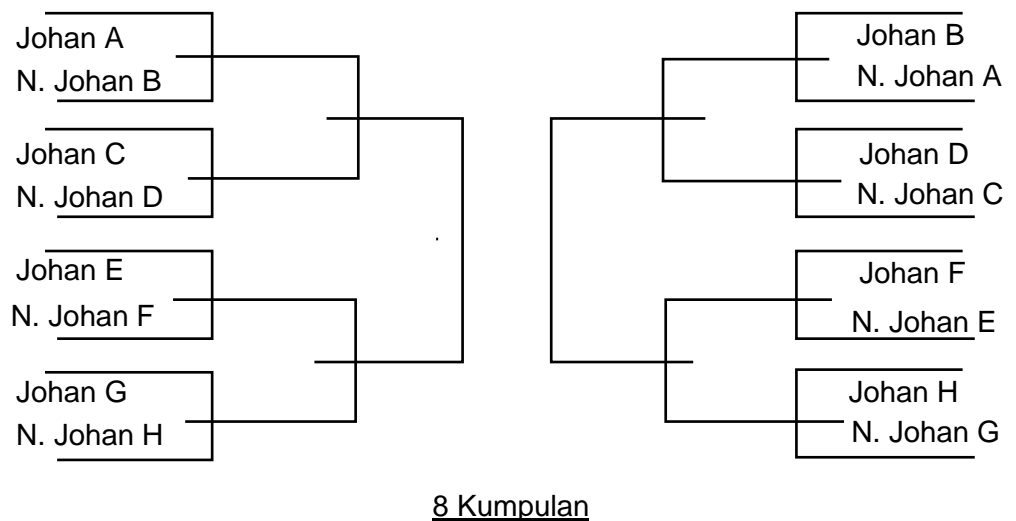 Johan A
N. Johan B
Johan C
N. Johan D
Johan E
N. Johan F
Johan G
N. Johan H
Johan B
N. Johan A
Johan D
N. Johan C
Johan F
N. Johan E
Johan H
N. Johan G
8 Kumpulan